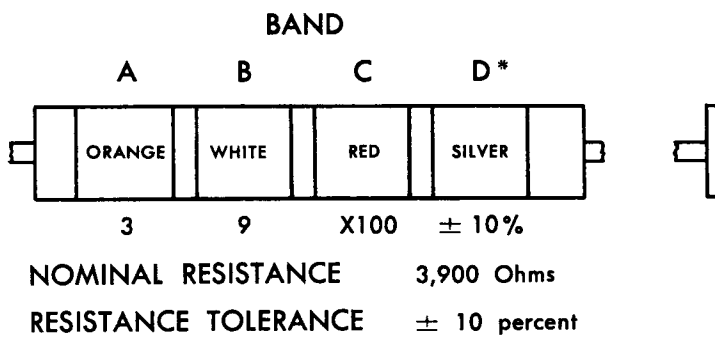 BAND
A B C D*
ORANGE WHITE RED SILVER
3 9 X100 ± 10%
NOMINAL RESISTANCE 3,900 Ohms
RESISTANCE TOLERANCE ± 10 percent